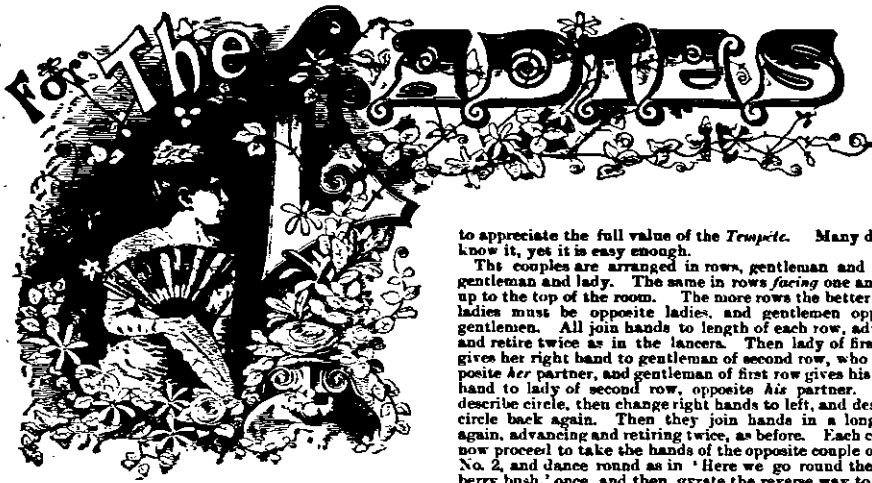 For The LADIES
to appreciate the full value of the Tempête. Many d
know it, yet it is easy enough.
The couples are arranged in rows, gentleman and
gentleman and lady. The same in rows facing one an
up to the top of the room. The more rows the better
ladies must be opposite ladies, and gentlemen opp
gentlemen. All join hands to length of each row, ad
and retire twice as in the lancers. Then lady of firs
gives her right hand to gentleman of second row, who
posite her partner, and gentleman of first row gives his
hand to lady of second row, opposite his partner.
describe circle, then change right hands to left, and des
circle back again. Then they join hands in a long
again, advancing and retiring twice, as before. Each c
now proceed to take the hands of the opposite couple o
No. 2, and dance round as in ' Here we go round the
berry bush,' once, and then gyrate the reverse way to